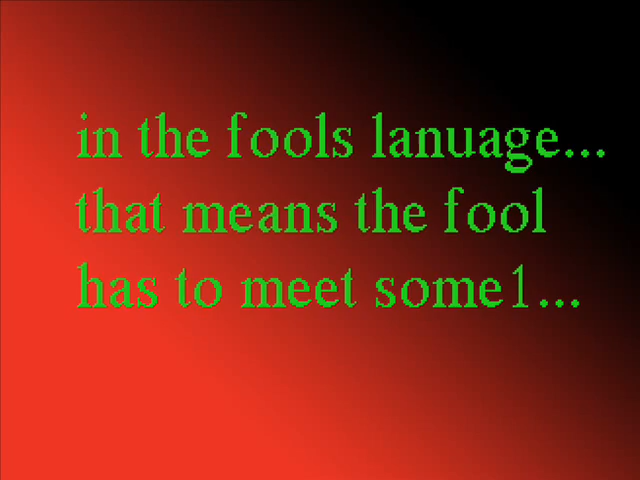 in the fools lanuage...
that means the fool
has to meet some1...